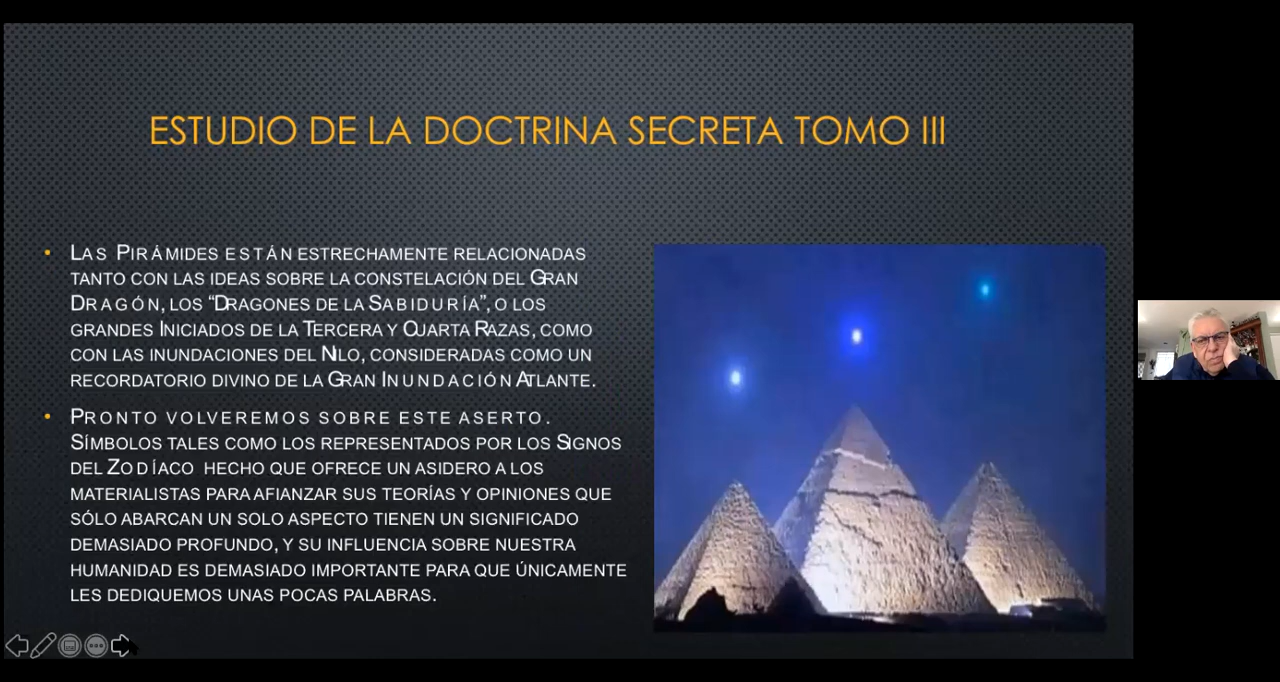 ESTUDIO DE LA DOCTRINA SECRETA TOMO III
• LAS PIRÁMIDES ESTÁN ESTRECHAMENTE RELACIONADAS
TANTO CON LAS IDEAS SOBRE LA CONSTELACIÓN DEL GRAN
DRAGÓN, LOS “DRAGONES DE LA SABIDURÍA”, O LOS
GRANDES INICIADOS DE LA TERCERA Y CUARTA RAZAS, COMO
CON LAS INUNDACIONES DEL NILO, CONSIDERADAS COMO UN
RECORDATORIO DIVINO DE LA GRAN INUNDACIÓN ATLANTE.
• PRONTO VOLVEREMOS SOBRE ESTE ASERTO.
SÍMBOLOS TALES COMO LOS REPRESENTADOS POR LOS SIGNOS
DEL ZODÍACO HECHO QUE OFRECE UN ASIDERO A LOS
MATERIALISTAS PARA AFIANZAR SUS TEORÍAS Y OPINIONES QUE
SÓLO ABARCAN UN SOLO ASPECTO TIENEN UN SIGNIFICADO
DEMASIADO PROFUNDO, Y SU INFLUENCIA SOBRE NUESTRA
HUMANIDAD ES DEMASIADO IMPORTANTE PARA QUE ÚNICAMENTE
LES DEDIQUEMOS UNAS POCAS PALABRAS.